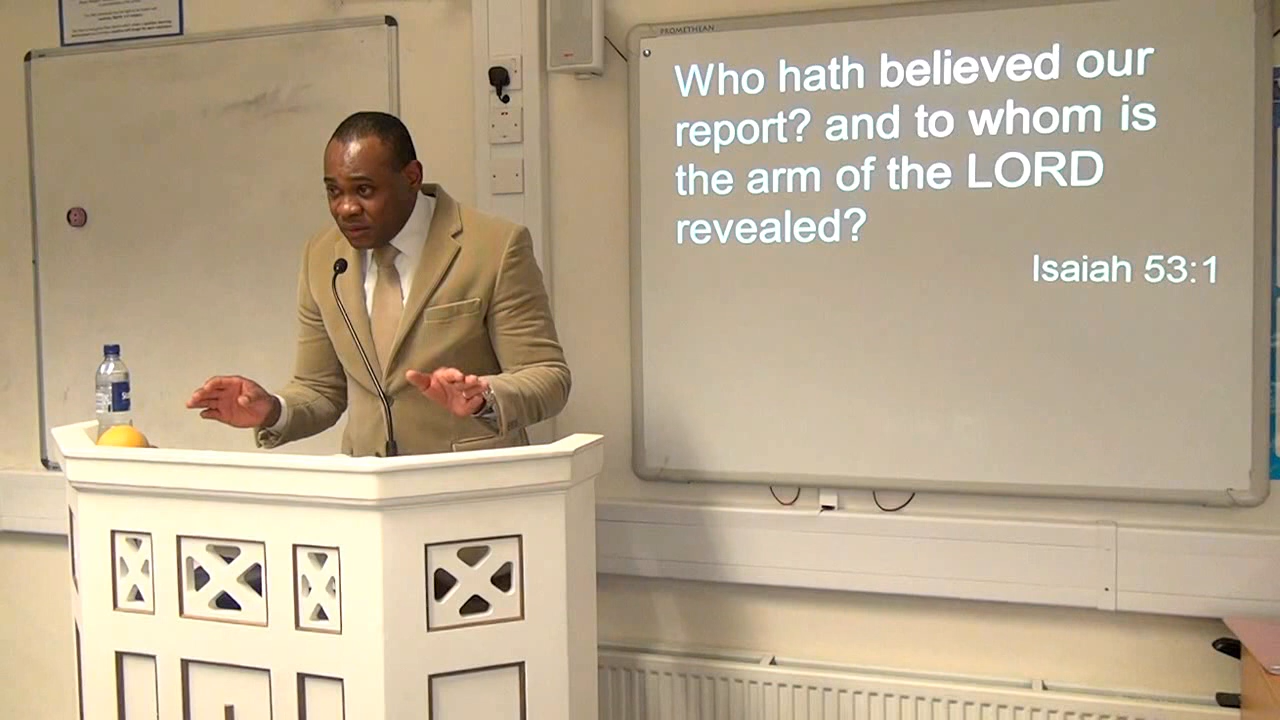 PROMETHEAN
Who hath believed our
report? and to whom is
the arm of the LORD
revealed?
Isaiah 53:1